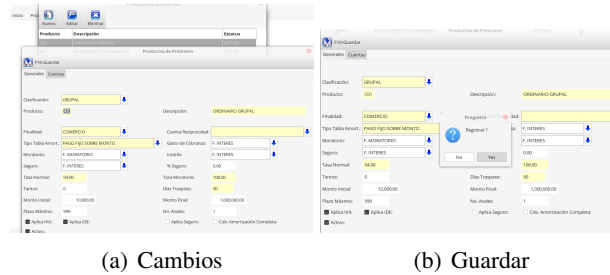 Productos de Préstamo
Inicio
Nuevo Editar Eliminar
Producto Descripción Estatus
Productos de Préstamo
F10-Guardar
Generales Cuentas
Clasificación: GRUPAL
Producto: C01 Descripción: ORDINARIO GRUPAL
Finalidad: COMERCIO Cuenta Reciprocidad:
Tipo Tabla Amort.: PAGO FIJO SOBRE MONTO Gasto de Cobranza: F. INTERES
Moratorio: F. MORATORIO Interés F. INTERES
Seguro: F. INTERES % Seguro: 0.00
Tasa Normal: 54.00 Tasa Moratorio: 108.00
Tantos: 0 Días Traspaso: 90
Monto Inicial: 10,000.00 Monto Final: 1,000,000.00
Plazo Máximo: 999 No. Avales: 1
Aplica IVA: Aplica IDE: Aplica Seguro: Cob. Amortización Completa:
Activo:
(a) Cambios
Productos de Préstamo
F10-Guardar
Generales Cuentas
Clasificación: GRUPAL
Producto: C01 Descripción: ORDINARIO GRUPAL
Finalidad: COMERCIO dad:
Tipo Tabla Amort.: PAGO FIJO SOBRE MONTO F. INTERES
Moratorio: F. MORATORIO F. INTERES
Seguro: F. INTERES 0.00
Tasa Normal: 54.00 108.00
Tantos: 0 Días Traspaso: 90
Monto Inicial: 10,000.00 Monto Final: 1,000,000.00
Plazo Máximo: 999 No. Avales: 1
Aplica IVA: Aplica IDE: Aplica Seguro: Cob. Amortización Completa:
Activo:
Pregunta
Registrar ?
No Yes
(b) Guardar